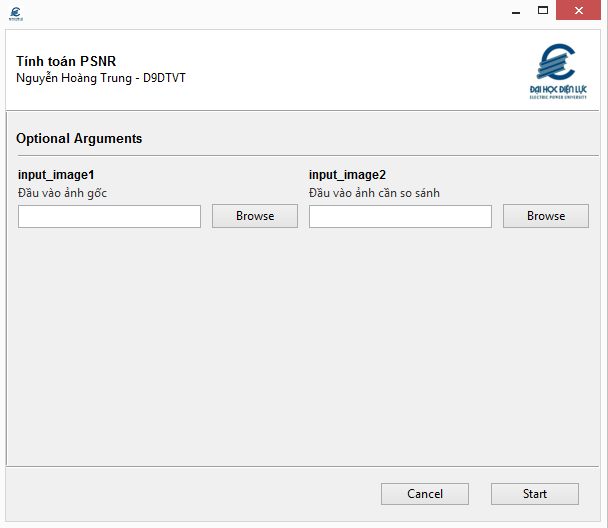 Tính toán PSNR
Nguyễn Hoàng Trung - D9DTVT
ĐẠI HỌC ĐIỆN LỰC
ELECTRIC POWER UNIVERSITY
Optional Arguments
input_image1
Đầu vào ảnh gốc
Browse
input_image2
Đầu vào ảnh cần so sánh
Browse
Cancel
Start